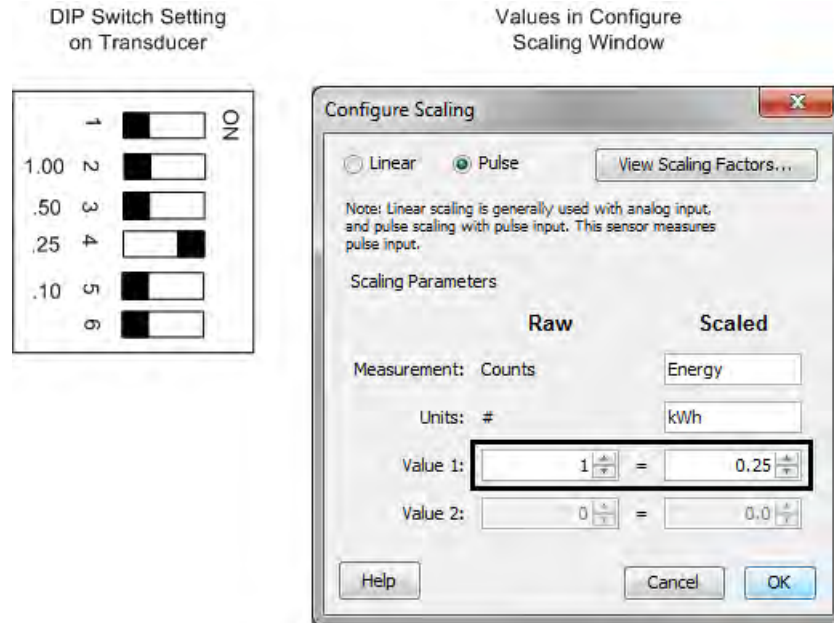 DIP Switch Setting
on Transducer
1 ON
1.00 2
.50 3
.25 4
.10 5
6
Values in Configure
Scaling Window
Configure Scaling
Linear Pulse View Scaling Factors...
Note: Linear scaling is generally used with analog input,
and pulse scaling with pulse input. This sensor measures
pulse input.
Scaling Parameters
Raw Scaled
Measurement: Counts Energy
Units: # kWh
Value 1: 1 = 0.25
Value 2: 0 = 0.0
Help Cancel OK